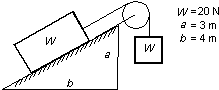 W = 20 N
a = 3 m
b = 4 m
W
W
a
b